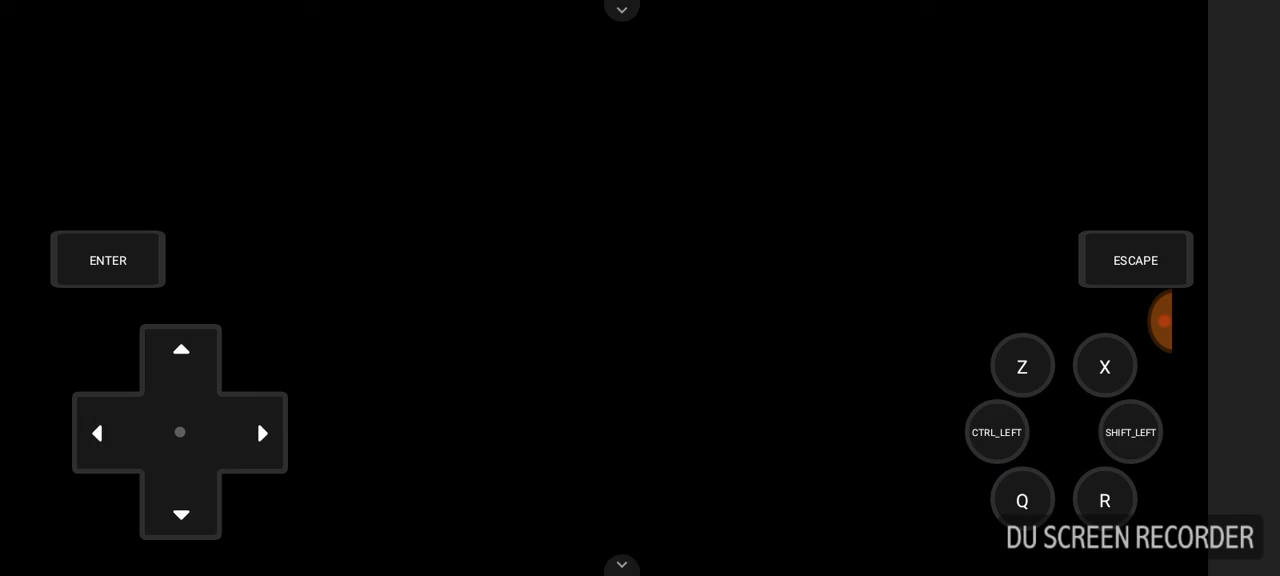 ENTER
ESCAPE
Z
X
CTRL_LEFT
SHIFT_LEFT
Q
R
DU SCREEN RECORDER